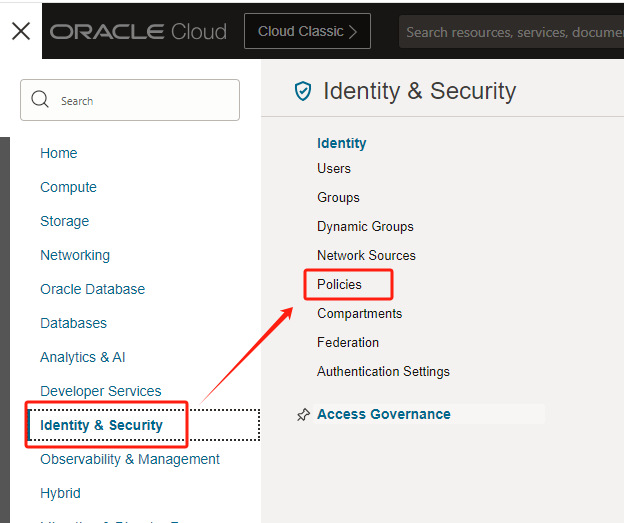 ORACLE Cloud
Cloud Classic
Search resources, services, docume
Search
Home
Compute
Storage
Networking
Oracle Database
Databases
Analytics & AI
Developer Services
Identity & Security
Observability & Management
Hybrid
Identity & Security
Identity
Users
Groups
Dynamic Groups
Network Sources
Policies
Compartments
Federation
Authentication Settings
Access Governance